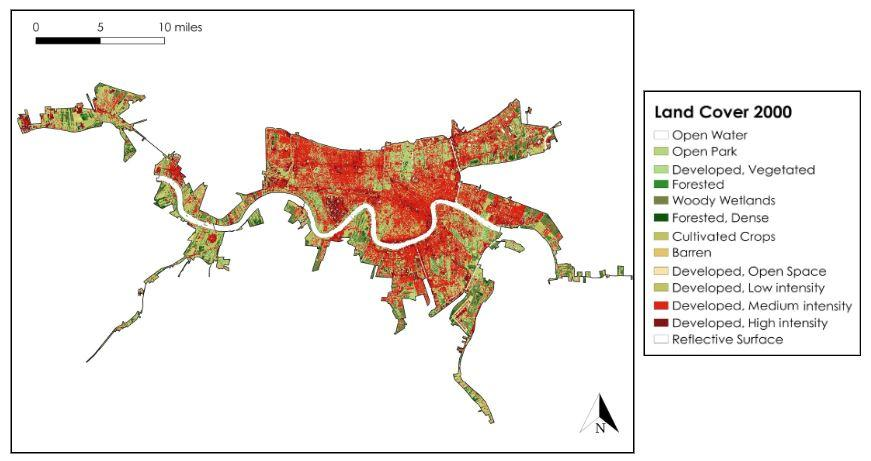 0 5 10 miles
Land Cover 2000
Open Water
Open Park
Developed, Vegetated
Forested
Woody Wetlands
Forested, Dense
Cultivated Crops
Barren
Developed, Open Space
Developed, Low intensity
Developed, Medium intensity
Developed, High intensity
Reflective Surface
N